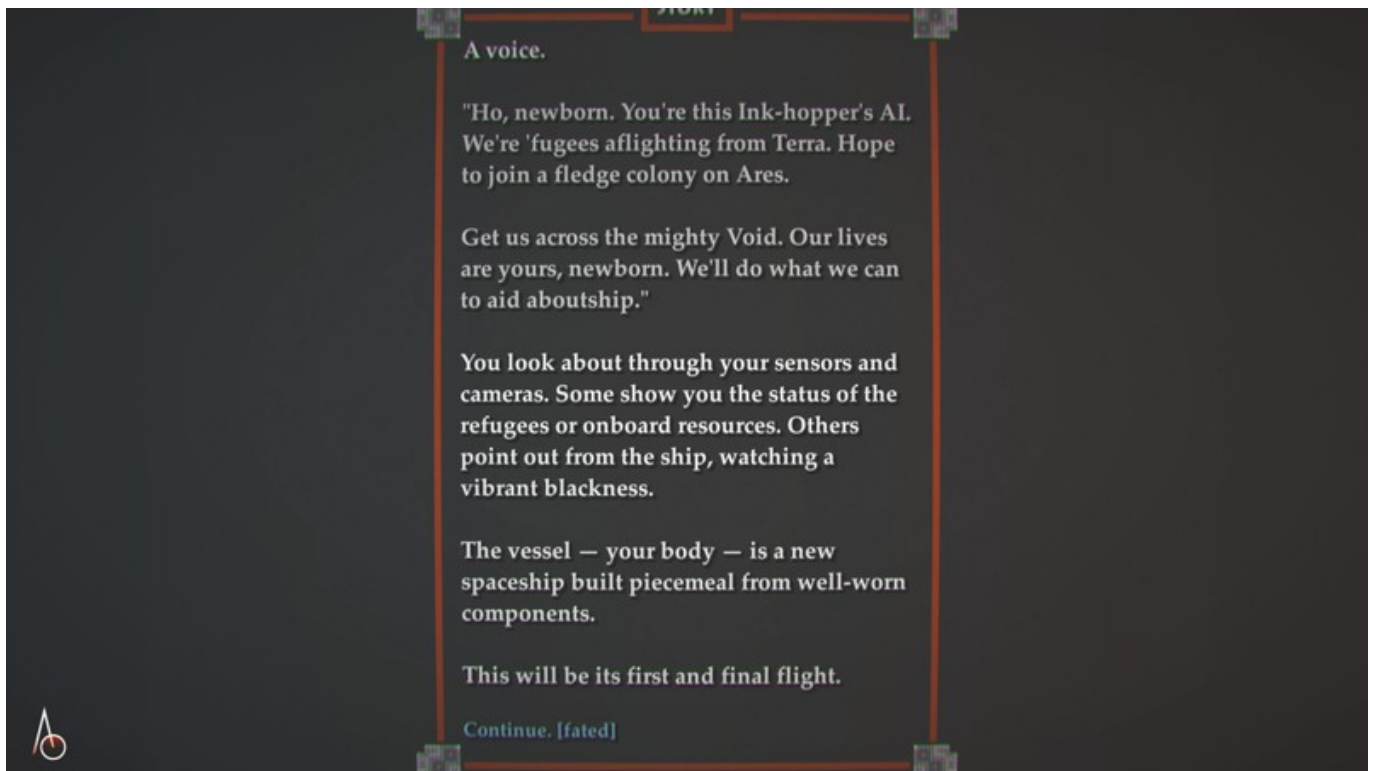 STORY
A voice.
"Ho, newborn. You're this Ink-hopper's AI.
We're 'fugees aflighting from Terra. Hope
to join a fledge colony on Ares.
Get us across the mighty Void. Our lives
are yours, newborn. We'll do what we can
to aid aboutship."
You look about through your sensors and
cameras. Some show you the status of the
refugees or onboard resources. Others
point out from the ship, watching a
vibrant blackness.
The vessel — your body — is a new
spaceship built piecemeal from well-worn
components.
This will be its first and final flight.
Continue. [fated]